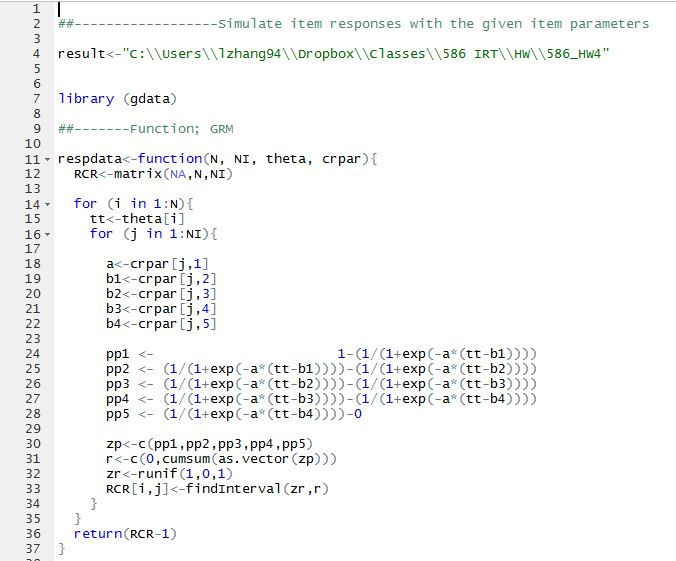 1
2 ##------------------Simulate item responses with the given item parameters
3
4 result<-"C:\\Users\\lzhang94\\Dropbox\\Classes\\586 IRT\\HW\\586_HW4"
5
6
7 library (gdata)
8
9 ##-------Function; GRM
10
11 respdata<-function(N, NI, theta, crpar){
12   RCR<-matrix(NA,N,NI)
13
14   for (i in 1:N){
15     tt<-theta[i]
16     for (j in 1:NI){
17
18       a<-crpar[j,1]
19       b1<-crpar[j,2]
20       b2<-crpar[j,3]
21       b3<-crpar[j,4]
22       b4<-crpar[j,5]
23
24       pp1 <-                       1-(1/(1+exp(-a*(tt-b1))))
25       pp2 <- (1/(1+exp(-a*(tt-b1))))-(1/(1+exp(-a*(tt-b2))))
26       pp3 <- (1/(1+exp(-a*(tt-b2))))-(1/(1+exp(-a*(tt-b3))))
27       pp4 <- (1/(1+exp(-a*(tt-b3))))-(1/(1+exp(-a*(tt-b4))))
28       pp5 <- (1/(1+exp(-a*(tt-b4))))-0
29
30       zp<-c(pp1,pp2,pp3,pp4,pp5)
31       r<-c(0,cumsum(as.vector(zp)))
32       zr<-runif(1,0,1)
33       RCR[i,j]<-findInterval(zr,r)
34     }
35   }
36   return(RCR-1)
37 }